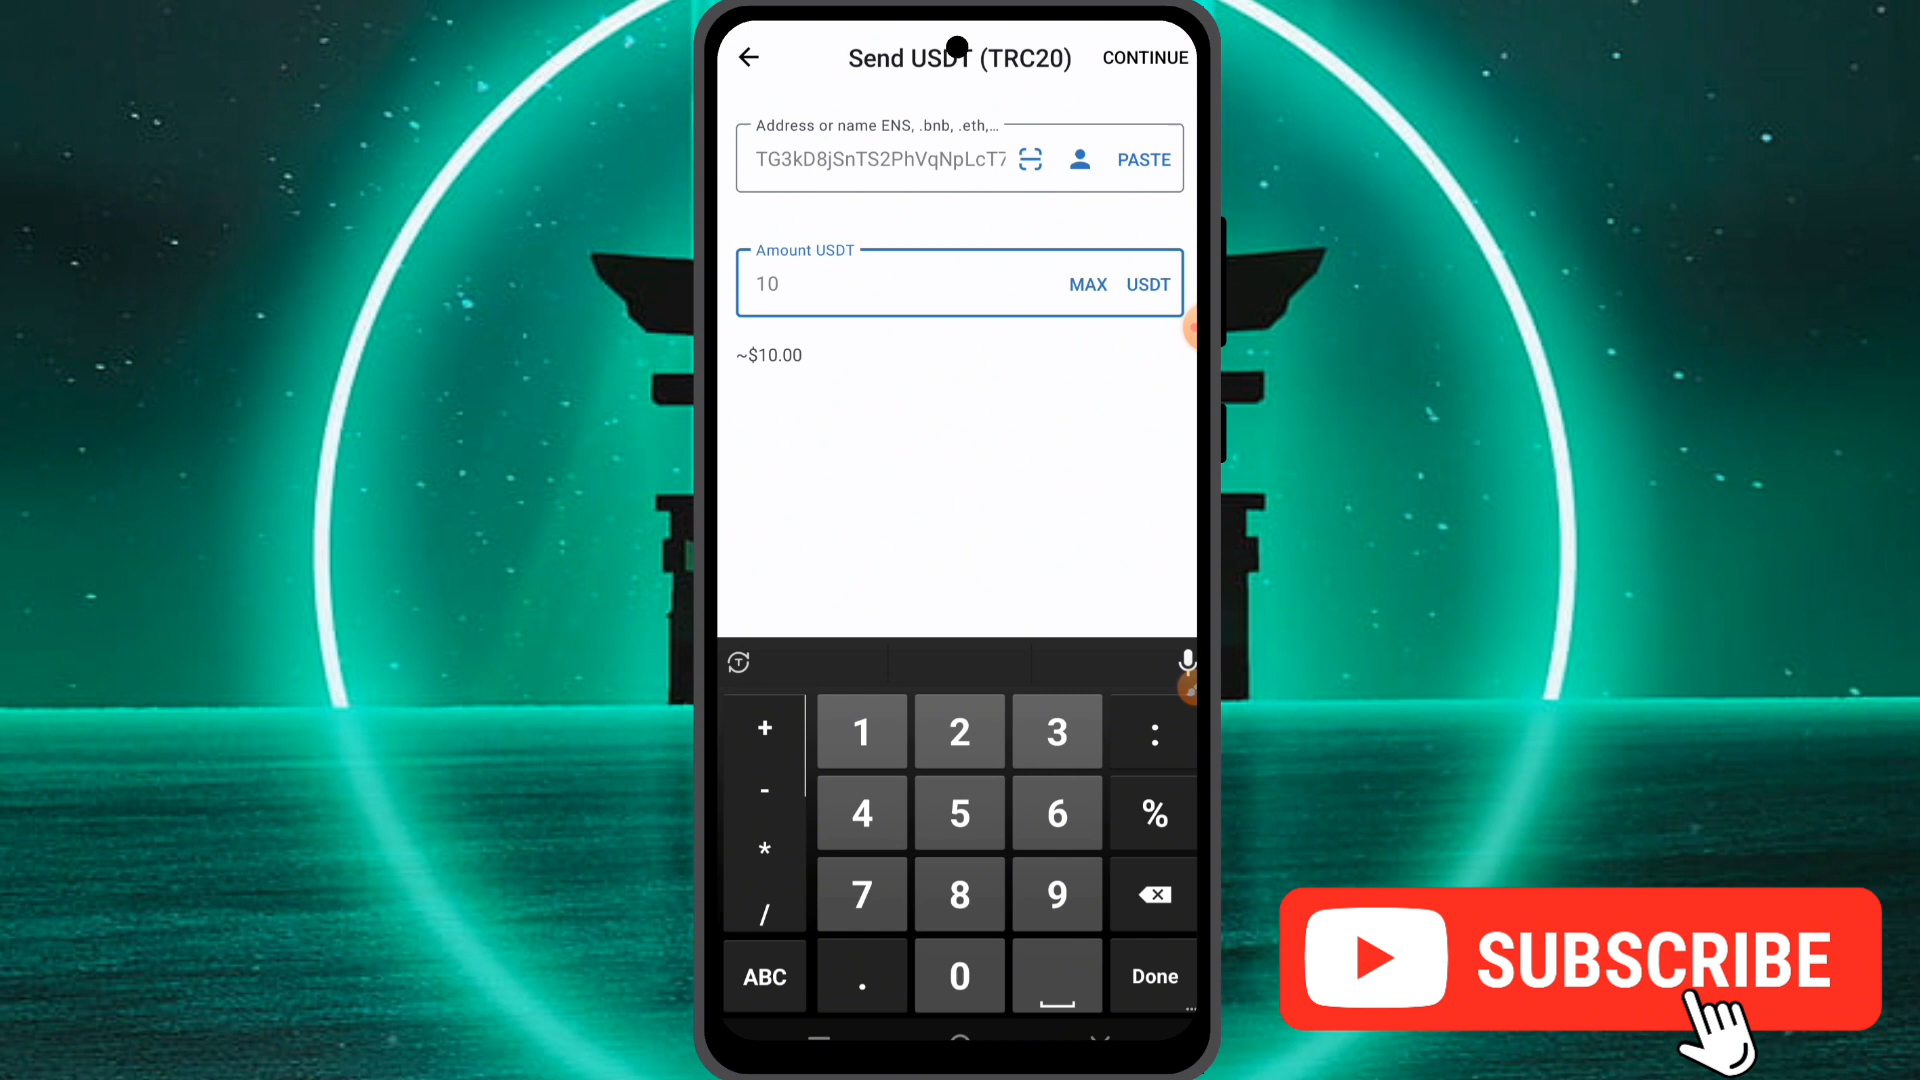 Send USDT (TRC20)
CONTINUE
Address or name ENS, .bnb, .eth,...
TG3kD8jSnTS2PhVqNpLcT7
PASTE
Amount USDT
10
MAX
USDT
~$10.00
T
+
1
2
3
:
-
4
5
6
%
*
7
8
9
/
ABC
.
0
Done
SUBSCRIBE